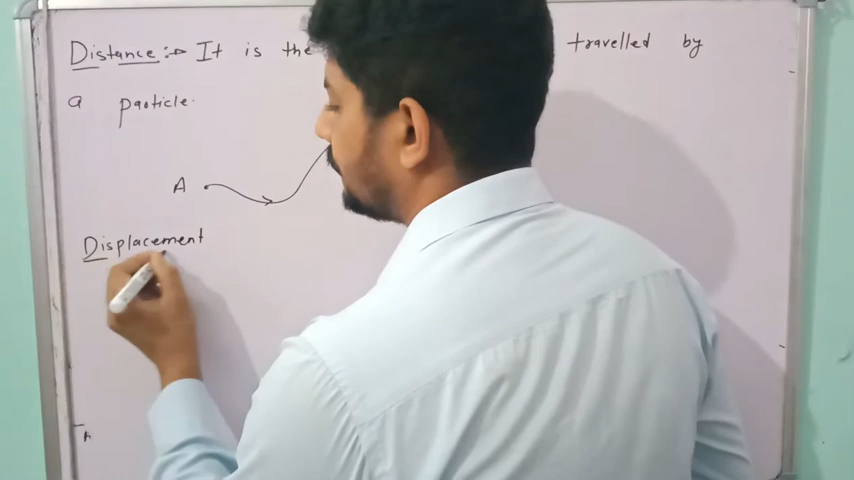 Distance :- It is the travelled by
a particle.
A
Displacement